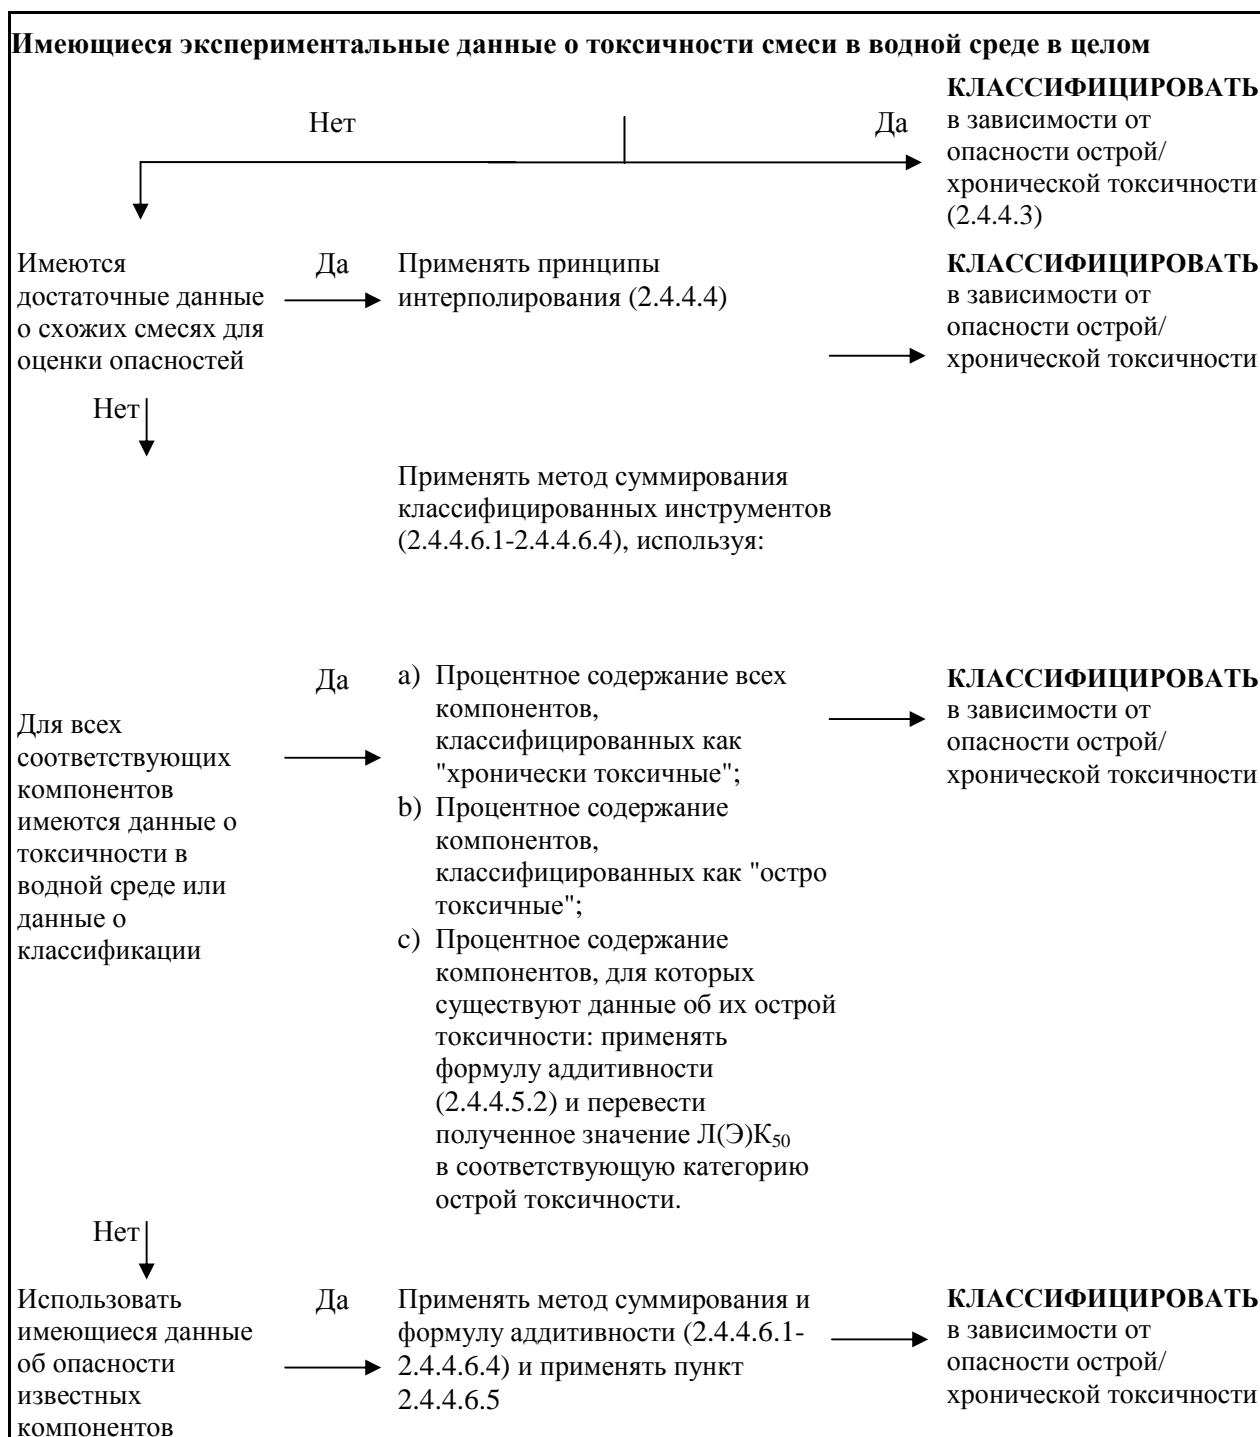 Имеющиеся экспериментальные данные о токсичности смеси в водной среде в целом
Нет
Да
КЛАССИФИЦИРОВАТЬ
в зависимости от
опасности острой/
хронической токсичности
(2.4.4.3)
Имеются
достаточные данные
о схожих смесях для
оценки опасностей
Да
Применять принципы
интерполирования (2.4.4.4)
КЛАССИФИЦИРОВАТЬ
в зависимости от
опасности острой/
хронической токсичности
Нет
Применять метод суммирования
классифицированных инструментов
(2.4.4.6.1-2.4.4.6.4), используя:
Для всех
соответствующих
компонентов
имеются данные о
токсичности в
водной среде или
данные о
классификации
Да
a) Процентное содержание всех
компонентов,
классифицированных как
"хронически токсичные";
b) Процентное содержание
компонентов,
классифицированных как "остро
токсичные";
c) Процентное содержание
компонентов, для которых
существуют данные об их острой
токсичности: применять
формулу аддитивности
(2.4.4.5.2) и перевести
полученное значение Л(Э)К50
в соответствующую категорию
острой токсичности.
КЛАССИФИЦИРОВАТЬ
в зависимости от
опасности острой/
хронической токсичности
Нет
Использовать
имеющиеся данные
об опасности
известных
компонентов
Да
Применять метод суммирования и
формулу аддитивности (2.4.4.6.1-
2.4.4.6.4) и применять пункт
2.4.4.6.5
КЛАССИФИЦИРОВАТЬ
в зависимости от
опасности острой/
хронической токсичности